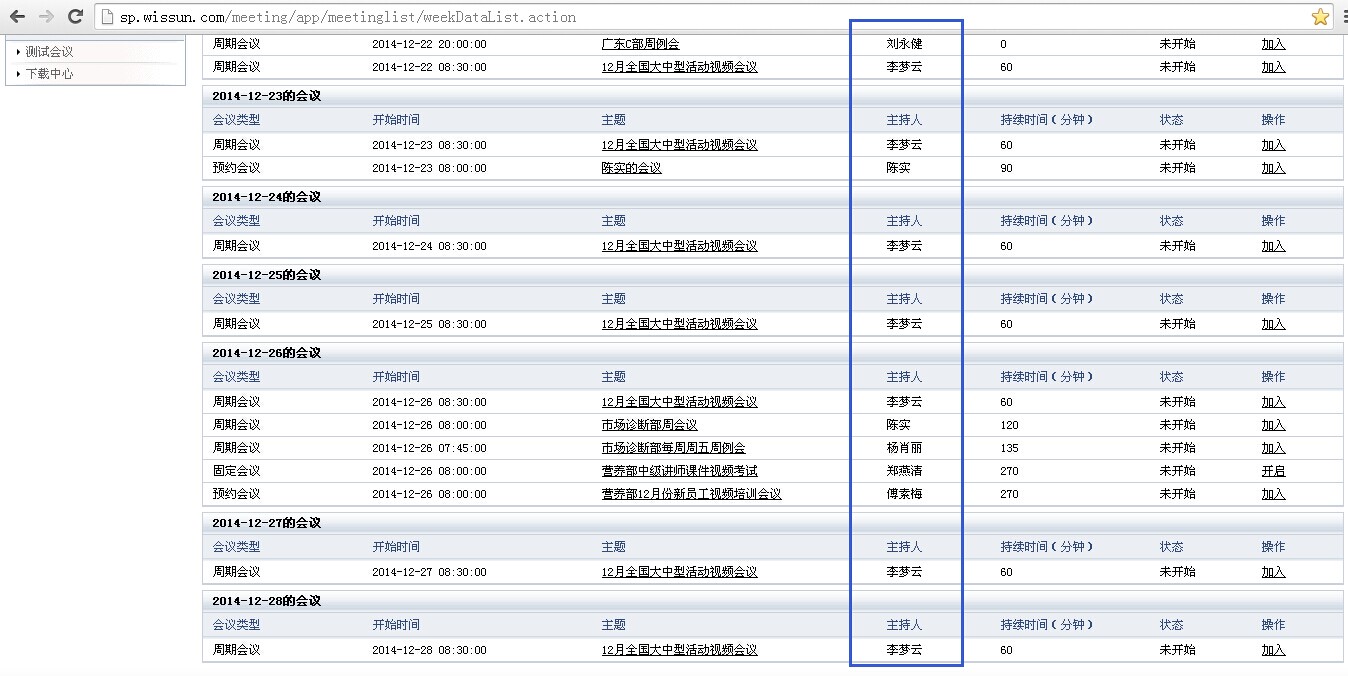 sp.wissun.com/meeting/app/meetinglist/weekDataList.action
测试会议
下载中心
周期会议 2014-12-22 20:00:00 广东C部周例会 刘永健 0 未开始 加入
周期会议 2014-12-22 08:30:00 12月全国大中型活动视频会议 李梦云 60 未开始 加入
2014-12-23的会议
会议类型 开始时间 主题 主持人 持续时间（分钟） 状态 操作
周期会议 2014-12-23 08:30:00 12月全国大中型活动视频会议 李梦云 60 未开始 加入
预约会议 2014-12-23 08:00:00 陈实的会议 陈实 90 未开始 加入
2014-12-24的会议
会议类型 开始时间 主题 主持人 持续时间（分钟） 状态 操作
周期会议 2014-12-24 08:30:00 12月全国大中型活动视频会议 李梦云 60 未开始 加入
2014-12-25的会议
会议类型 开始时间 主题 主持人 持续时间（分钟） 状态 操作
周期会议 2014-12-25 08:30:00 12月全国大中型活动视频会议 李梦云 60 未开始 加入
2014-12-26的会议
会议类型 开始时间 主题 主持人 持续时间（分钟） 状态 操作
周期会议 2014-12-26 08:30:00 12月全国大中型活动视频会议 李梦云 60 未开始 加入
周期会议 2014-12-26 08:00:00 市场诊断部周会议 陈实 120 未开始 加入
周期会议 2014-12-26 07:45:00 市场诊断部每周周五周例会 杨肖丽 135 未开始 加入
固定会议 2014-12-26 08:00:00 营养部中级讲师课件视频考试 郑燕清 270 未开始 开启
预约会议 2014-12-26 08:00:00 营养部12月份新员工视频培训会议 傅素梅 270 未开始 加入
2014-12-27的会议
会议类型 开始时间 主题 主持人 持续时间（分钟） 状态 操作
周期会议 2014-12-27 08:30:00 12月全国大中型活动视频会议 李梦云 60 未开始 加入
2014-12-28的会议
会议类型 开始时间 主题 主持人 持续时间（分钟） 状态 操作
周期会议 2014-12-28 08:30:00 12月全国大中型活动视频会议 李梦云 60 未开始 加入